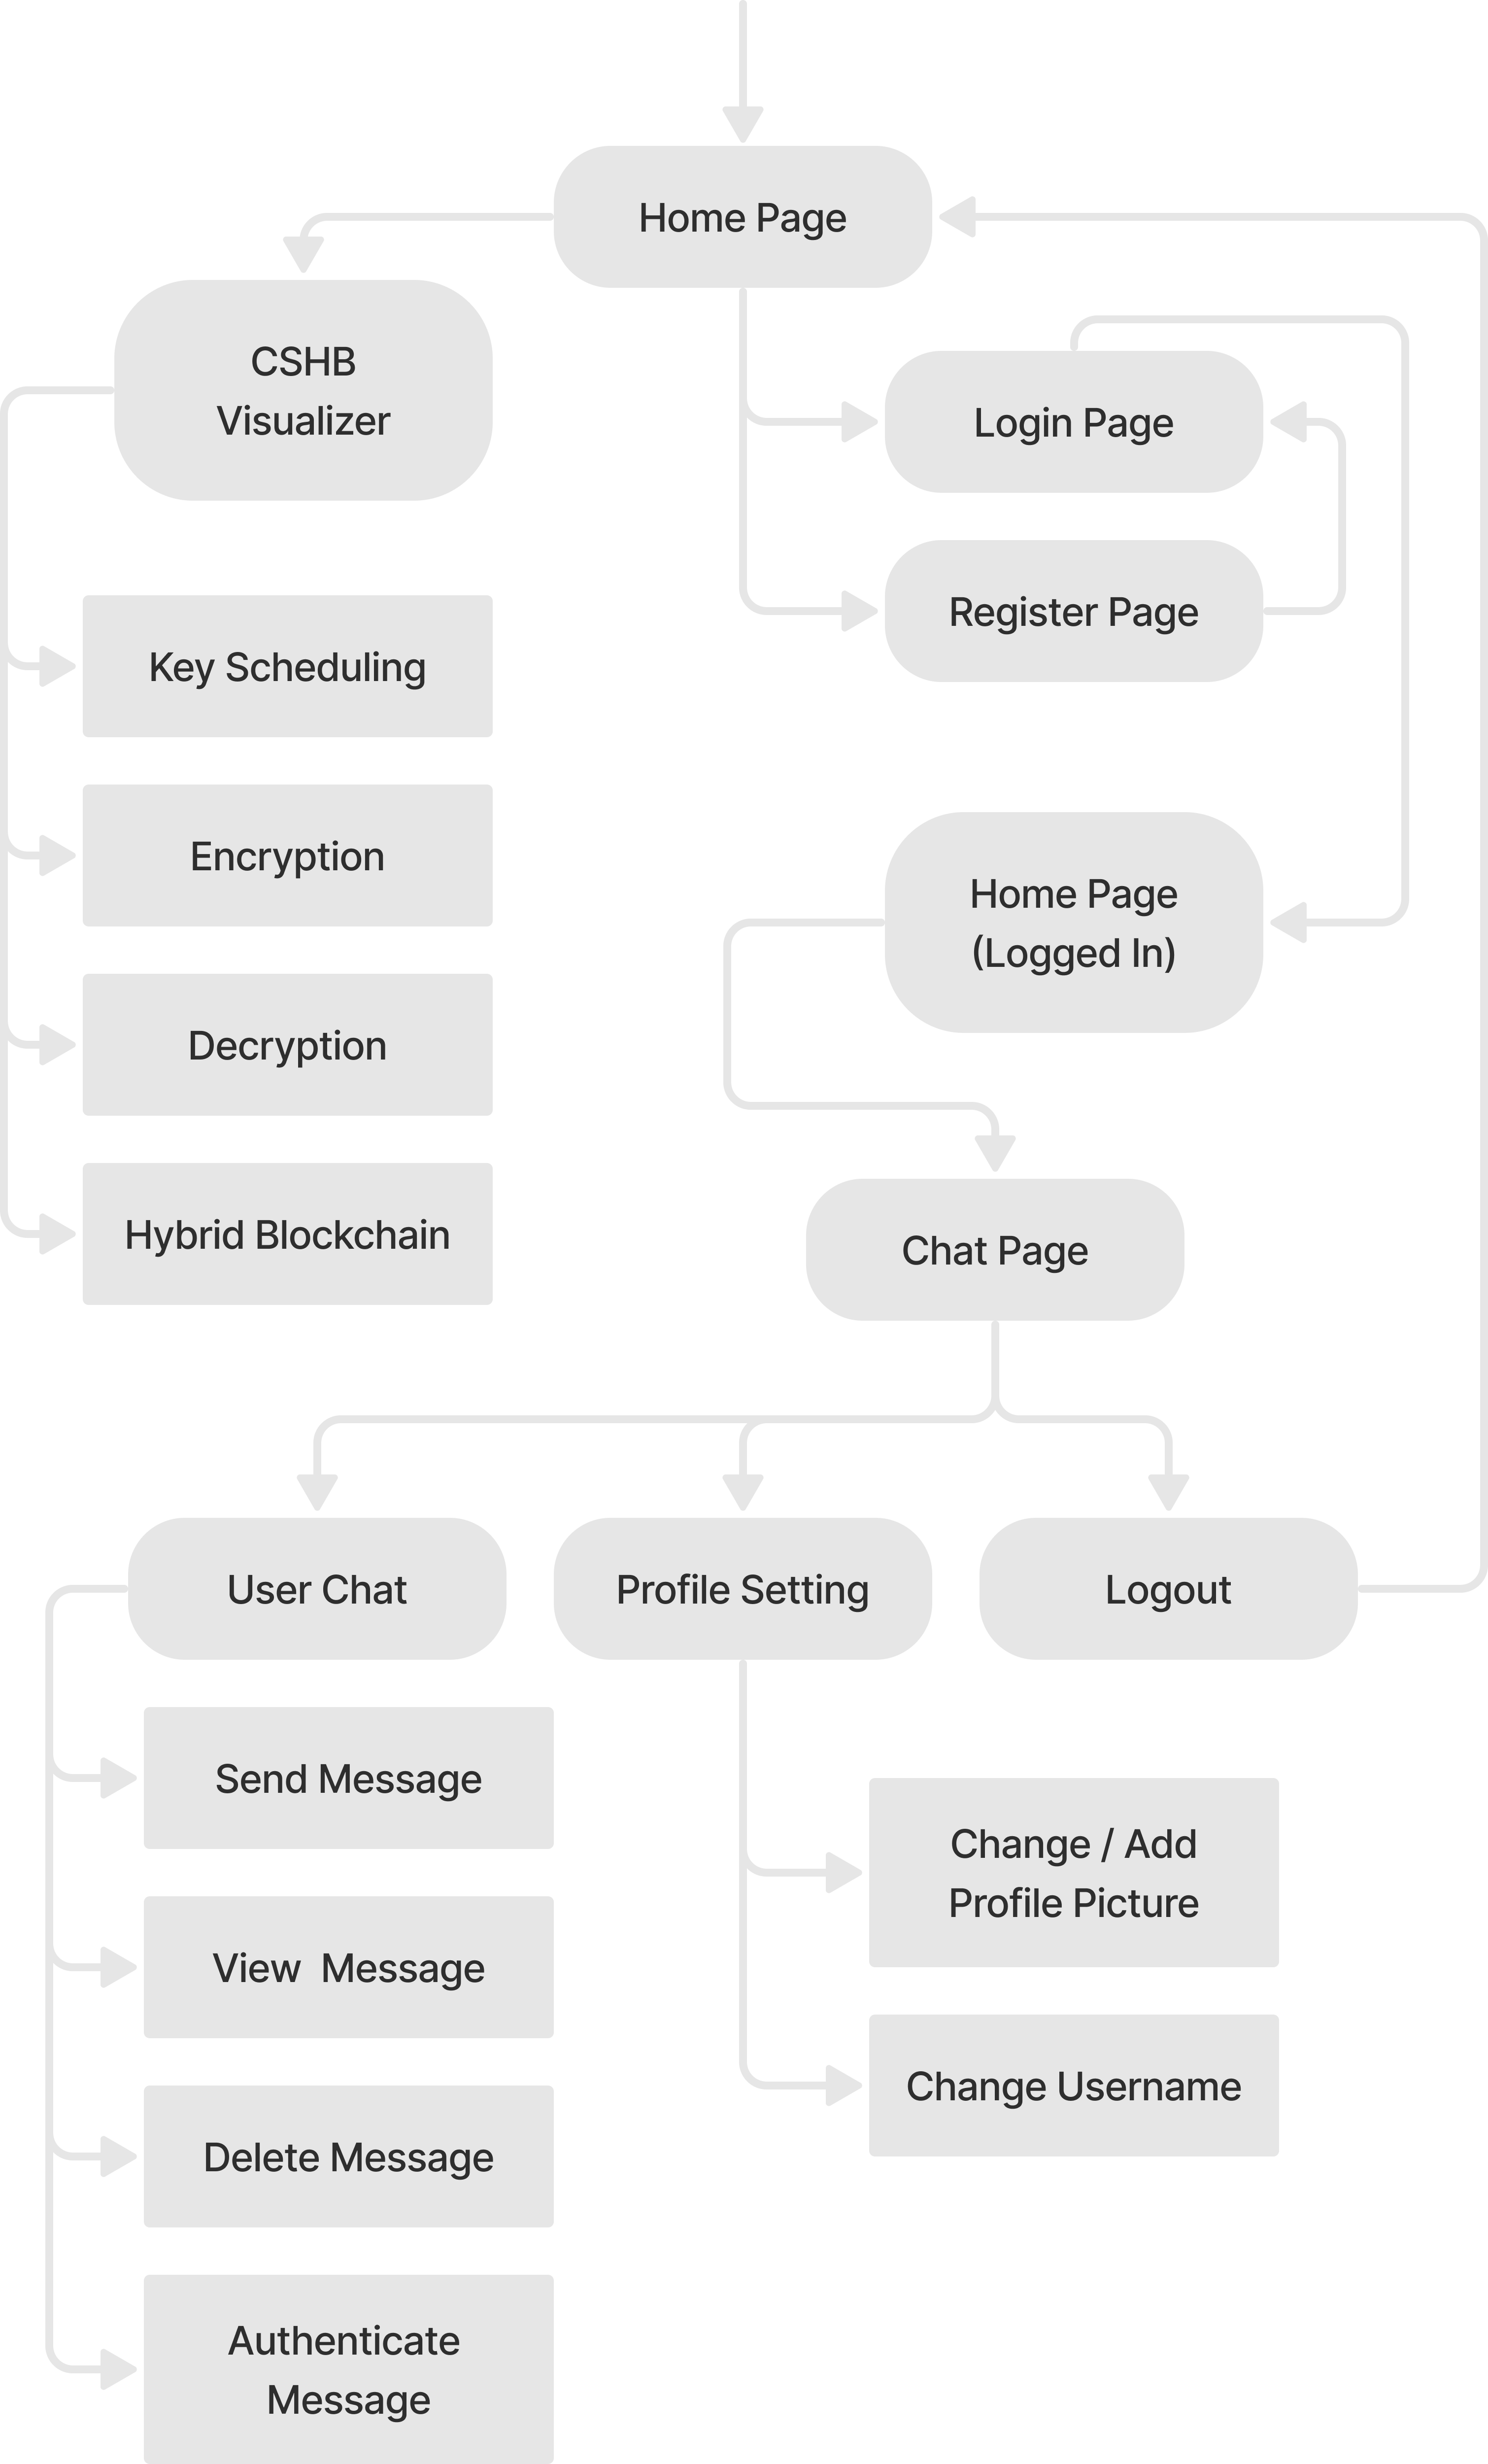 Home Page
CSHB
Visualizer
Login Page
Register Page
Key Scheduling
Encryption
Home Page
(Logged In)
Decryption
Hybrid Blockchain
Chat Page
User Chat
Profile Setting
Logout
Send Message
Change / Add
Profile Picture
View  Message
Change Username
Delete Message
Authenticate
Message